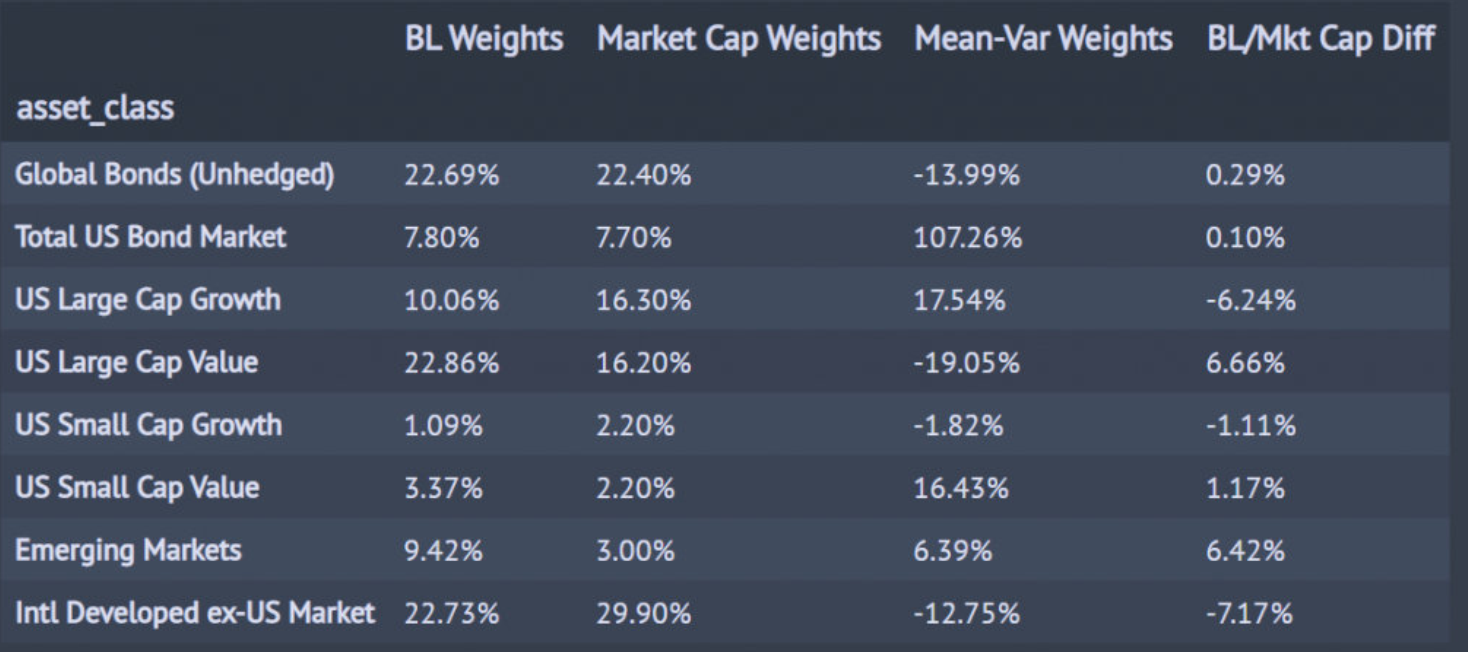 BL Weights Market Cap Weights Mean-Var Weights BL/Mkt Cap Diff
asset_class
Global Bonds (Unhedged) 22.69% 22.40% -13.99% 0.29%
Total US Bond Market 7.80% 7.70% 107.26% 0.10%
US Large Cap Growth 10.06% 16.30% 17.54% -6.24%
US Large Cap Value 22.86% 16.20% -19.05% 6.66%
US Small Cap Growth 1.09% 2.20% -1.82% -1.11%
US Small Cap Value 3.37% 2.20% 16.43% 1.17%
Emerging Markets 9.42% 3.00% 6.39% 6.42%
Intl Developed ex-US Market 22.73% 29.90% -12.75% -7.17%